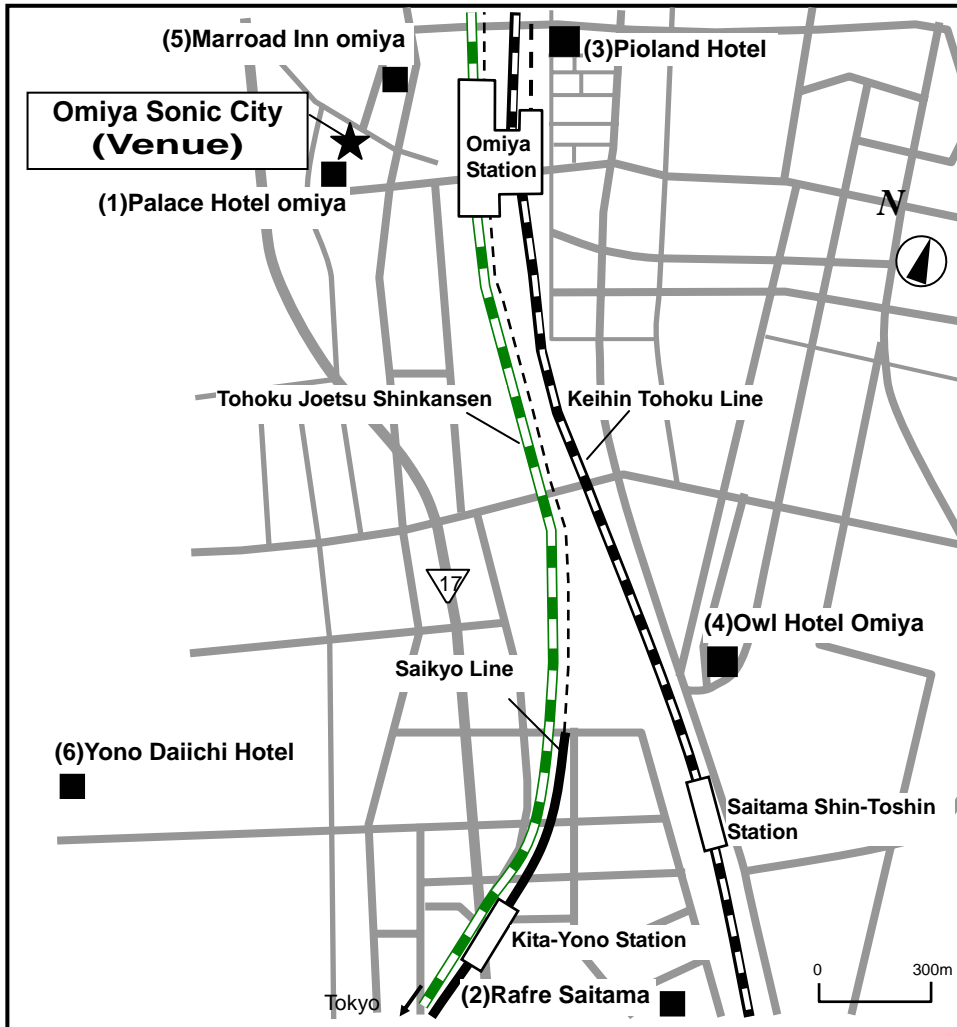 (5)Marroad Inn omiya
(3)Pioland Hotel
Omiya Sonic City
(Venue)
Omiya
Station
(1)Palace Hotel omiya
N
Tohoku Joetsu Shinkansen
Keihin Tohoku Line
17
(4)Owl Hotel Omiya
Saikyo Line
(6)Yono Daiichi Hotel
Saitama Shin-Toshin
Station
Kita-Yono Station
(2)Rafre Saitama
Tokyo
0 300m